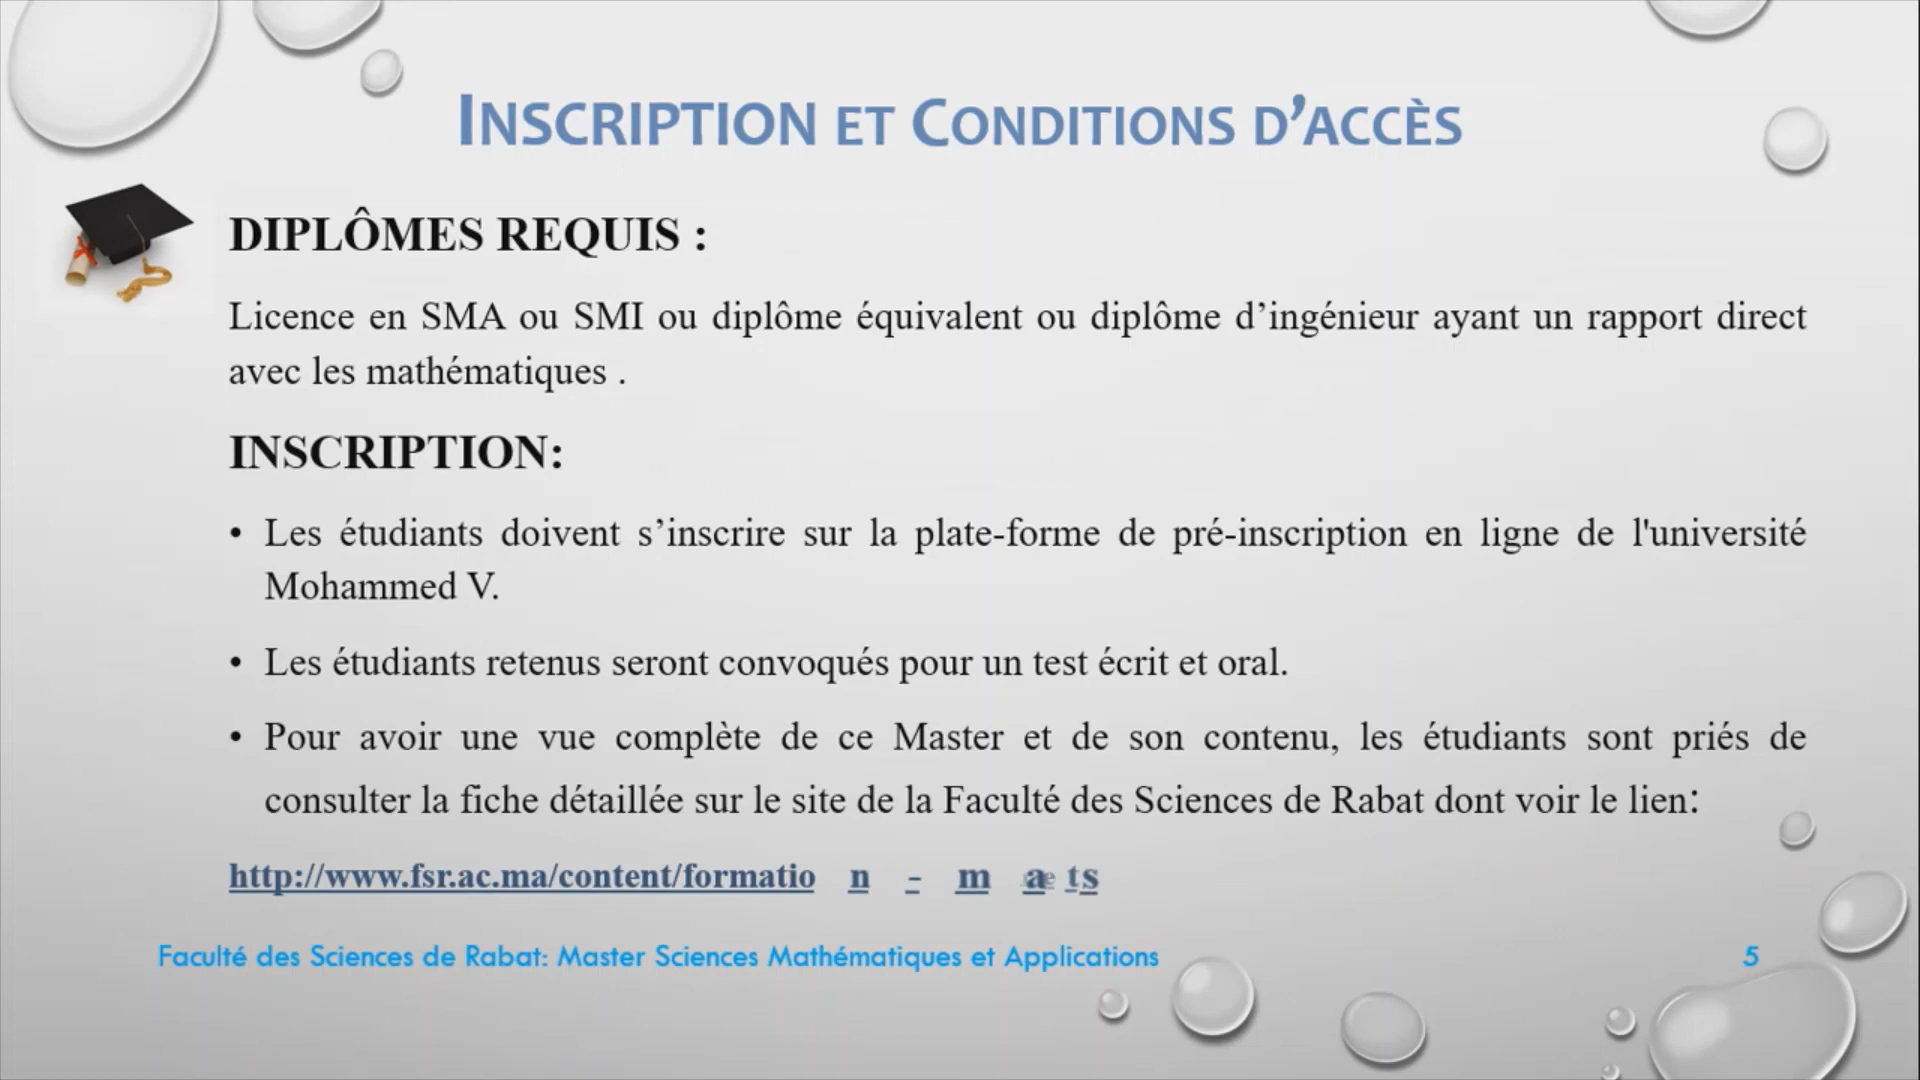 INSCRIPTION ET CONDITIONS D’ACCÈS
DIPLÔMES REQUIS :
Licence en SMA ou SMI ou diplôme équivalent ou diplôme d’ingénieur ayant un rapport direct
avec les mathématiques .
INSCRIPTION:
• Les étudiants doivent s’inscrire sur la plate-forme de pré-inscription en ligne de l'université
Mohammed V.
• Les étudiants retenus seront convoqués pour un test écrit et oral.
• Pour avoir une vue complète de ce Master et de son contenu, les étudiants sont priés de
consulter la fiche détaillée sur le site de la Faculté des Sciences de Rabat dont voir le lien:
http://www.fsr.ac.ma/content/formatio n - m
Faculté des Sciences de Rabat: Master Sciences Mathématiques et Applications
5